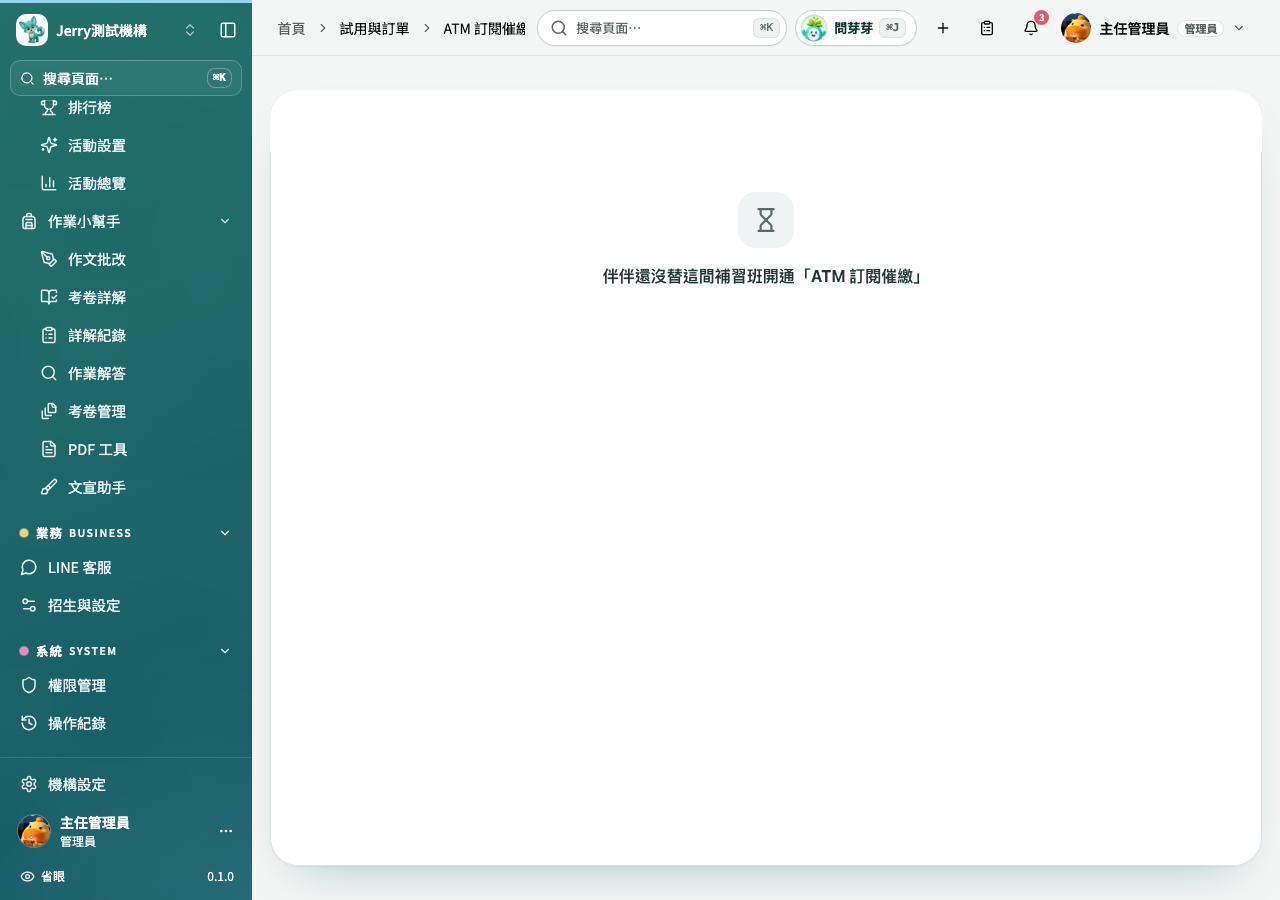 Jerry測試機構
搜尋頁面… ⌘K
排行榜
活動設置
活動總覽
作業小幫手
作文批改
考卷詳解
詳解紀錄
作業解答
考卷管理
PDF 工具
文宣助手
業務 BUSINESS
LINE 客服
招生與設定
系統 SYSTEM
權限管理
操作紀錄
機構設定
主任管理員
管理員
省眼 0.1.0
首頁 試用與訂單 ATM 訂閱催繳 搜尋頁面… ⌘K 問芽芽 ⌘J 3 主任管理員 管理員
伴伴還沒替這間補習班開通「ATM 訂閱催繳」